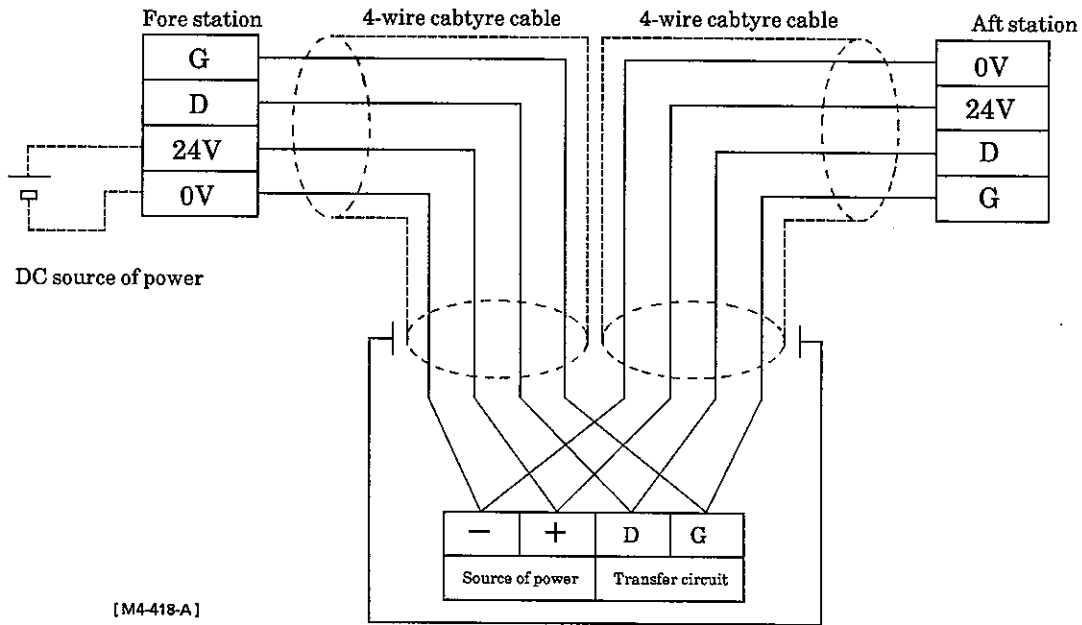 Fore station
4-wire cabtyre cable
4-wire cabtyre cable
Aft station
G
D
24V
0V
0V
24V
D
G
DC source of power
− + D G
Source of power Transfer circuit
[M4-418-A]